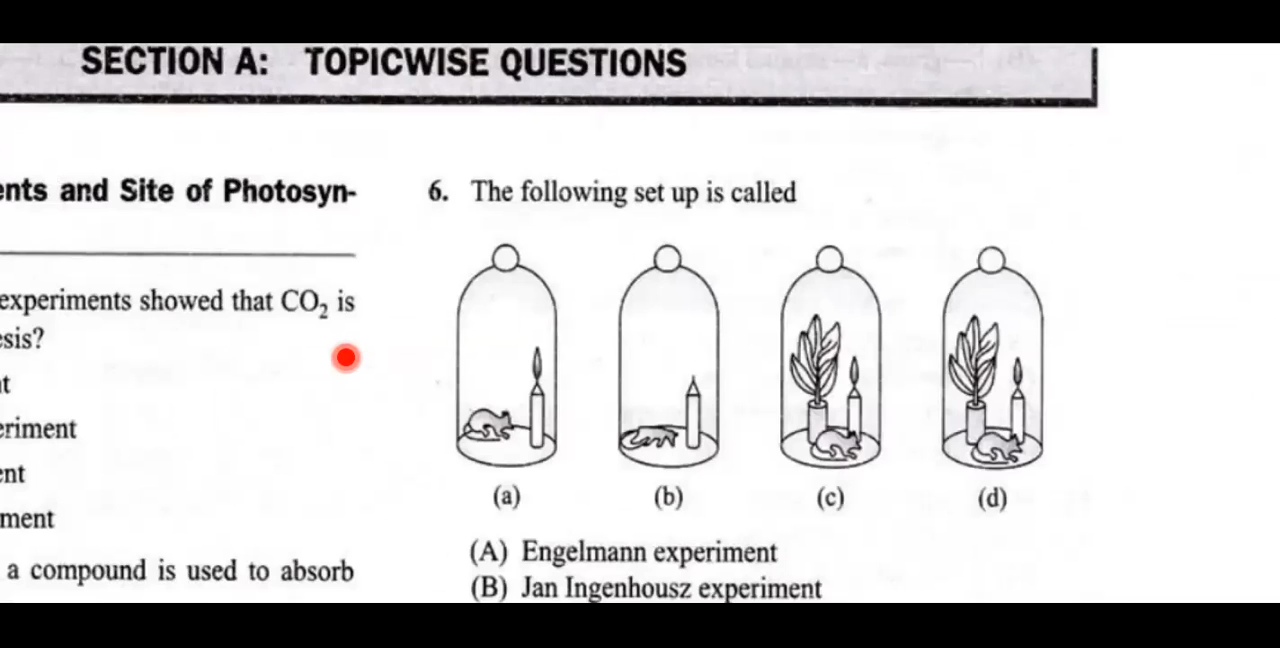 SECTION A: TOPICWISE QUESTIONS
ents and Site of Photosyn-
experiments showed that CO₂ is
esis?
nt
eriment
ent
ment
a compound is used to absorb
6. The following set up is called
(a) (b) (c) (d)
(A) Engelmann experiment
(B) Jan Ingenhousz experiment